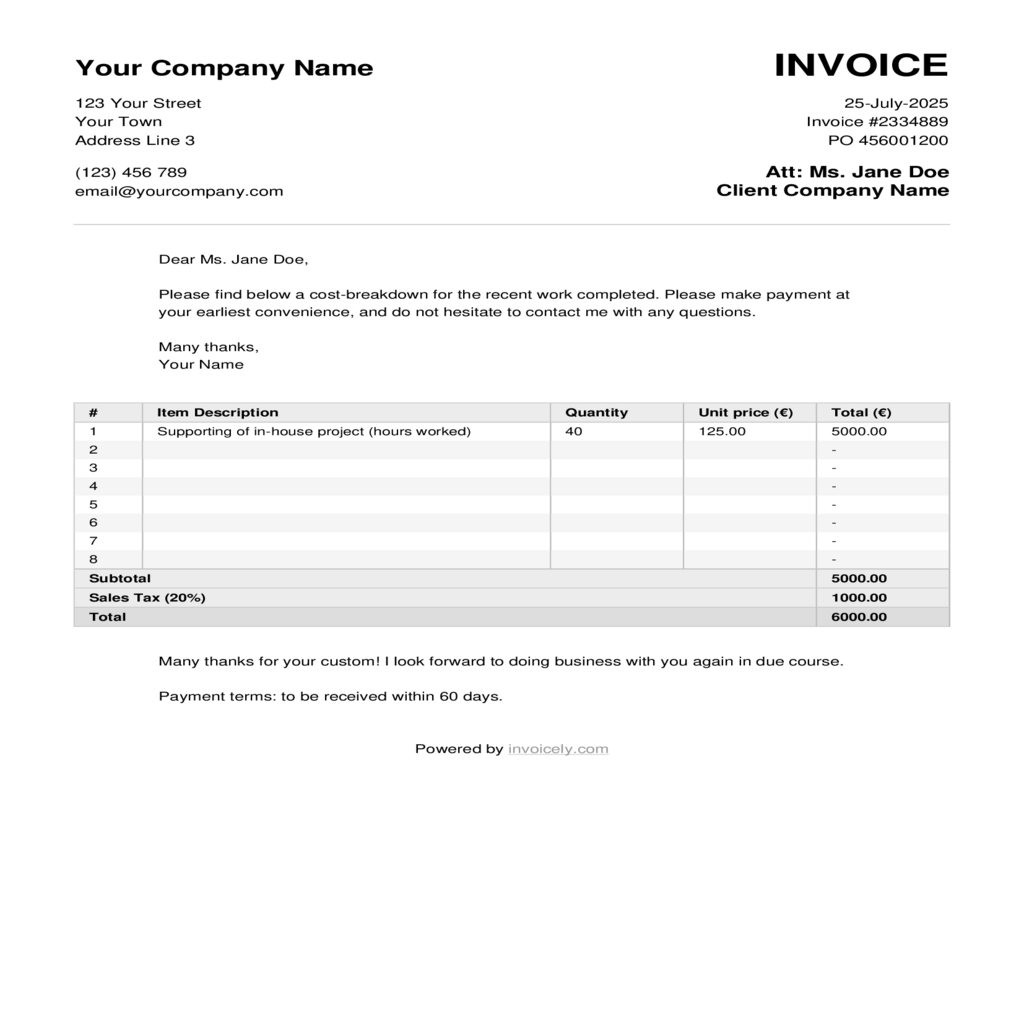 Your Company Name
INVOICE
123 Your Street
Your Town
Address Line 3
25-July-2025
Invoice #2334889
PO 456001200
(123) 456 789
email@yourcompany.com
Att: Ms. Jane Doe
Client Company Name
Dear Ms. Jane Doe,
Please find below a cost-breakdown for the recent work completed. Please make payment at
your earliest convenience, and do not hesitate to contact me with any questions.
Many thanks,
Your Name
# Item Description Quantity Unit price (€) Total (€)
1 Supporting of in-house project (hours worked) 40 125.00 5000.00
2 -
3 -
4 -
5 -
6 -
7 -
8 -
Subtotal 5000.00
Sales Tax (20%) 1000.00
Total 6000.00
Many thanks for your custom! I look forward to doing business with you again in due course.
Payment terms: to be received within 60 days.
Powered by invoicely.com